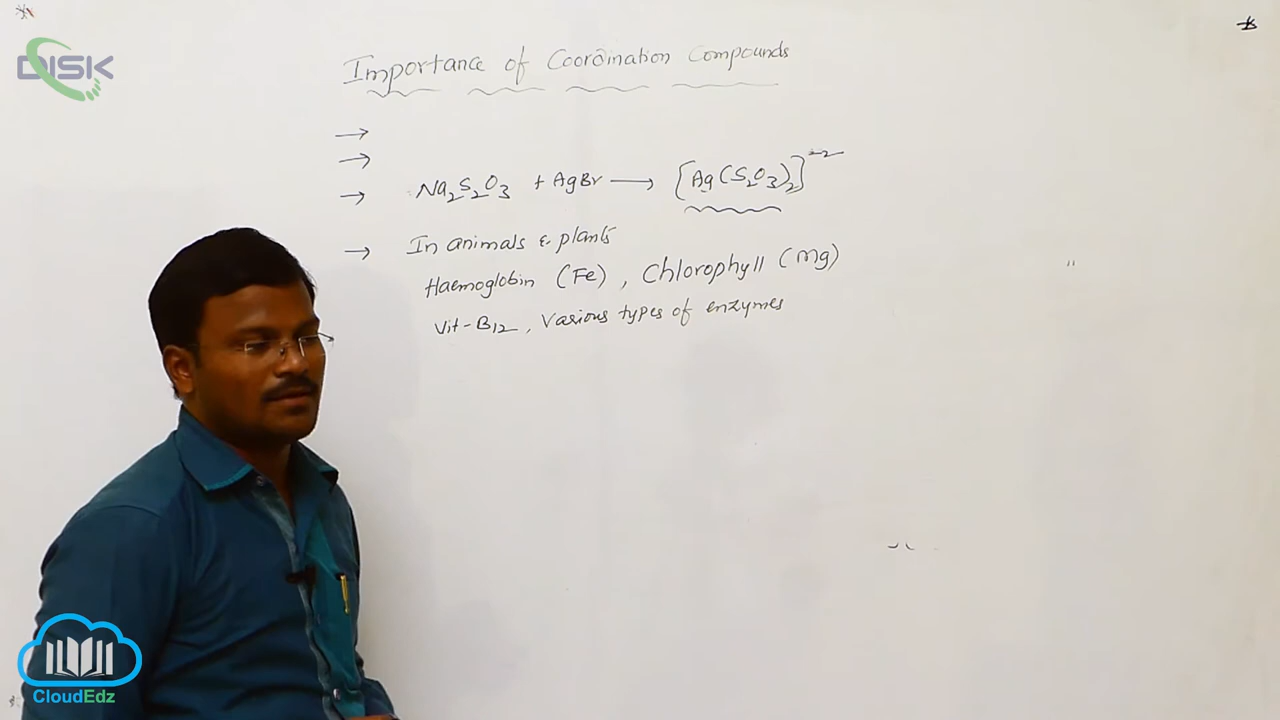 DISK
Importance of Coordination Compounds
→
→
→ Na₂S₂O₃ + AgBr ⟶ [Ag(S₂O₃)₂]⁻²
→ In animals & plants
Haemoglobin (Fe), Chlorophyll (Mg)
Vit-B₁₂, Various types of enzymes
CloudEdz